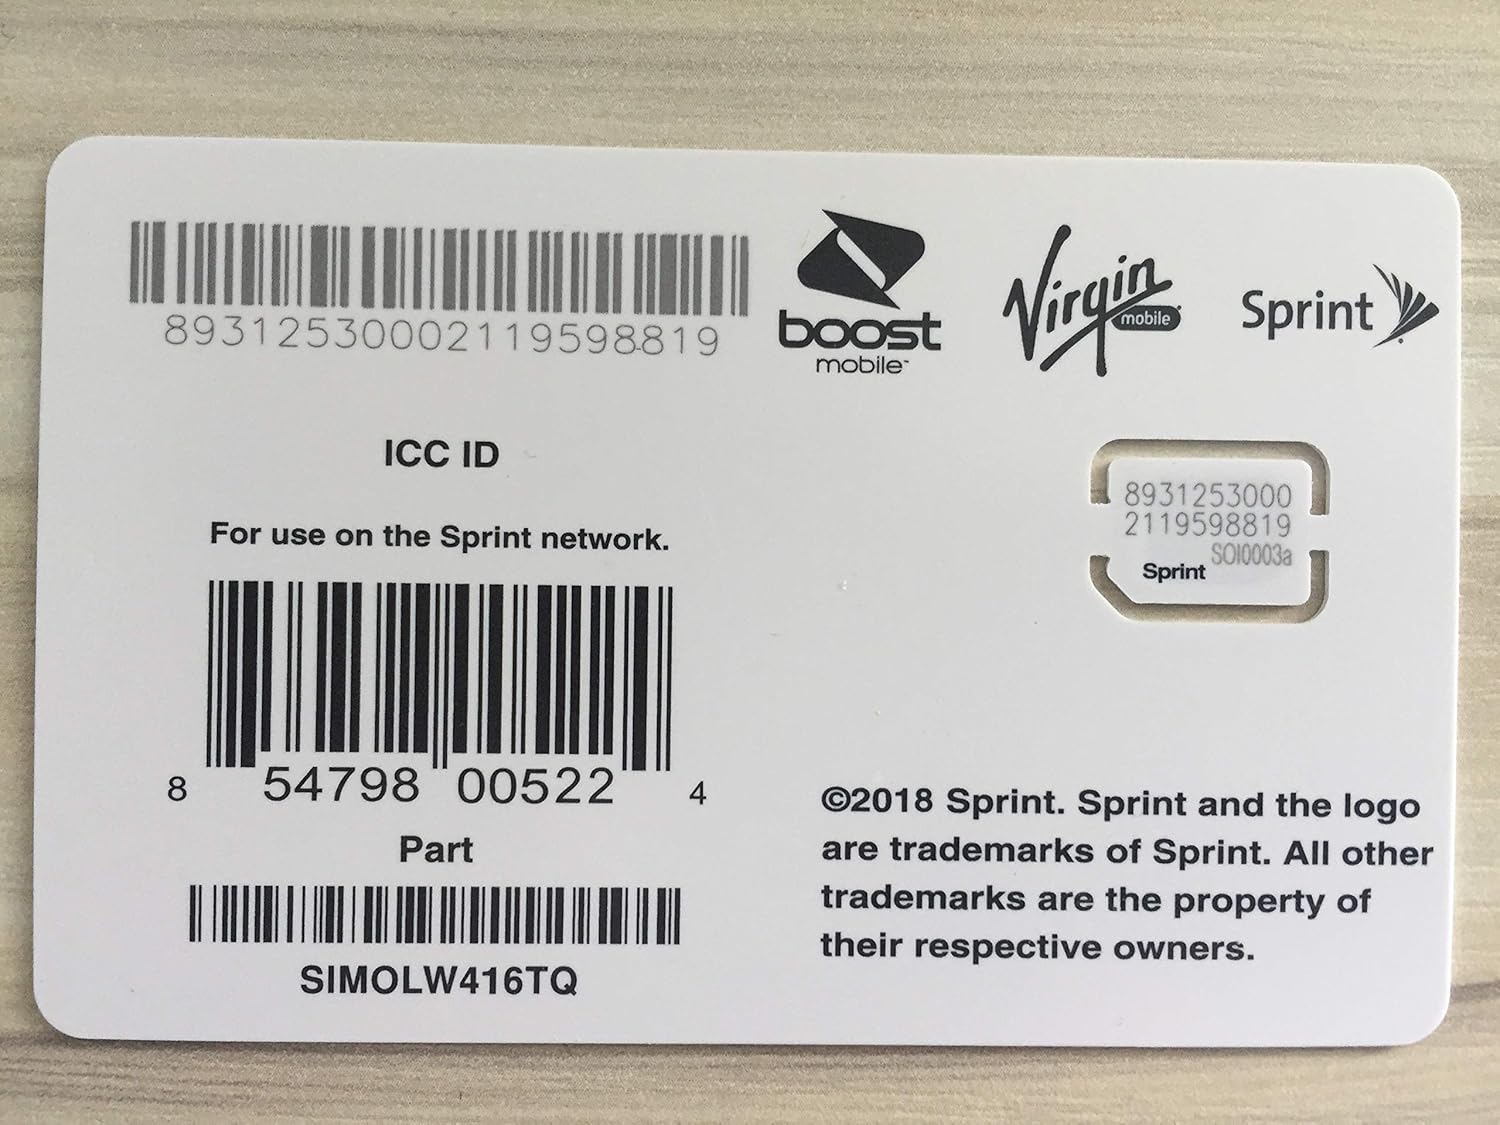 89312530002119598819
ICC ID
For use on the Sprint network.
8 54798 00522 4
Part
SIMOLW416TQ
boost
mobile™
Virgin
mobile
Sprint
8931253000
2119598819
SOI0003a
Sprint
©2018 Sprint. Sprint and the logo
are trademarks of Sprint. All other
trademarks are the property of
their respective owners.